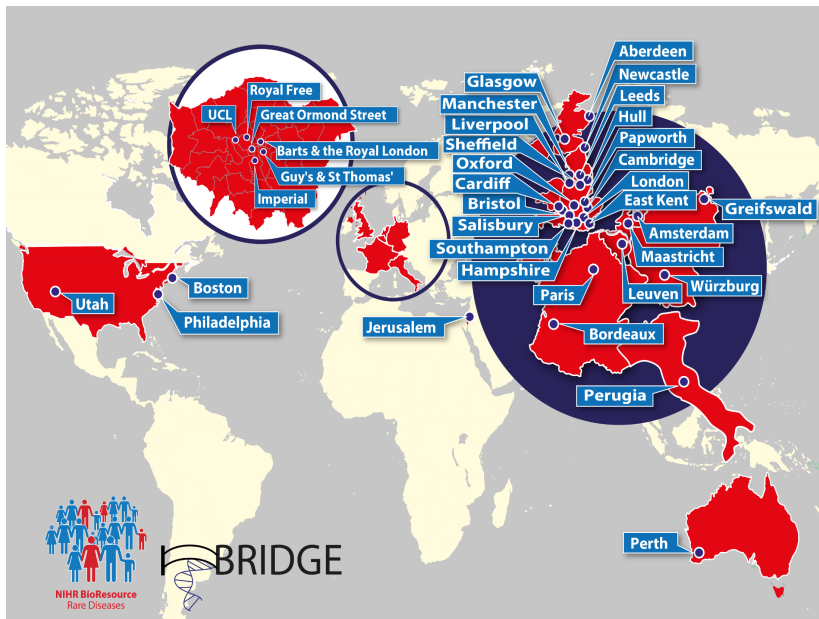 Royal Free
UCL
Great Ormond Street
Barts & the Royal London
Guy's & St Thomas'
Imperial
Aberdeen
Newcastle
Leeds
Hull
Papworth
Cambridge
London
East Kent
Glasgow
Manchester
Liverpool
Sheffield
Oxford
Cardiff
Bristol
Salisbury
Southampton
Hampshire
Greifswald
Amsterdam
Maastricht
Würzburg
Leuven
Paris
Bordeaux
Perugia
Boston
Utah
Philadelphia
Jerusalem
Perth
NIHR BioResource
Rare Diseases
BRIDGE